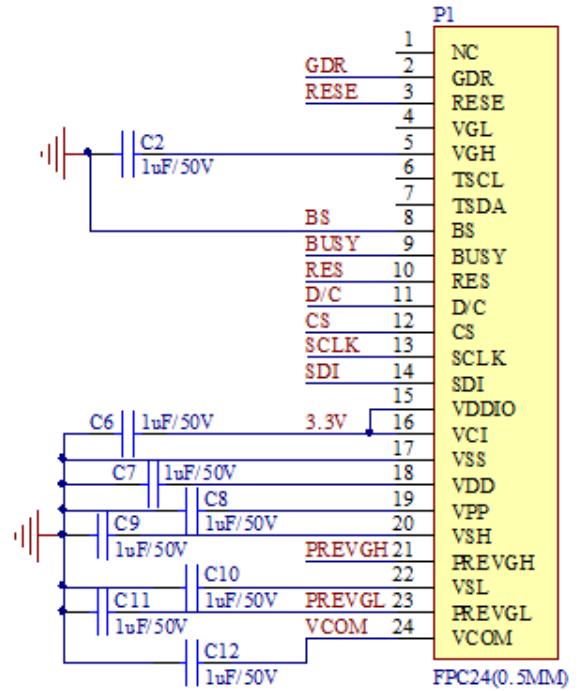 P1
1 NC
GDR 2 GDR
RESE 3 RESE
4 VGL
C2 5 VGH
1uF/50V
6 TSCL
7 TSDA
BS 8 BS
BUSY 9 BUSY
RES 10 RES
D/C 11 D/C
CS 12 CS
SCLK 13 SCLK
SDI 14 SDI
15 VDDIO
C6 1uF/50V 3.3V 16 VCI
17 VSS
C7 1uF/50V 18 VDD
C8 19 VPP
C9 1uF/50V 20 VSH
1uF/50V
PREVGH 21 PREVGH
C10 22 VSL
C11 1uF/50V PREVGL 23 PREVGL
1uF/50V VCOM 24 VCOM
C12
1uF/50V
FPC24(0.5MM)